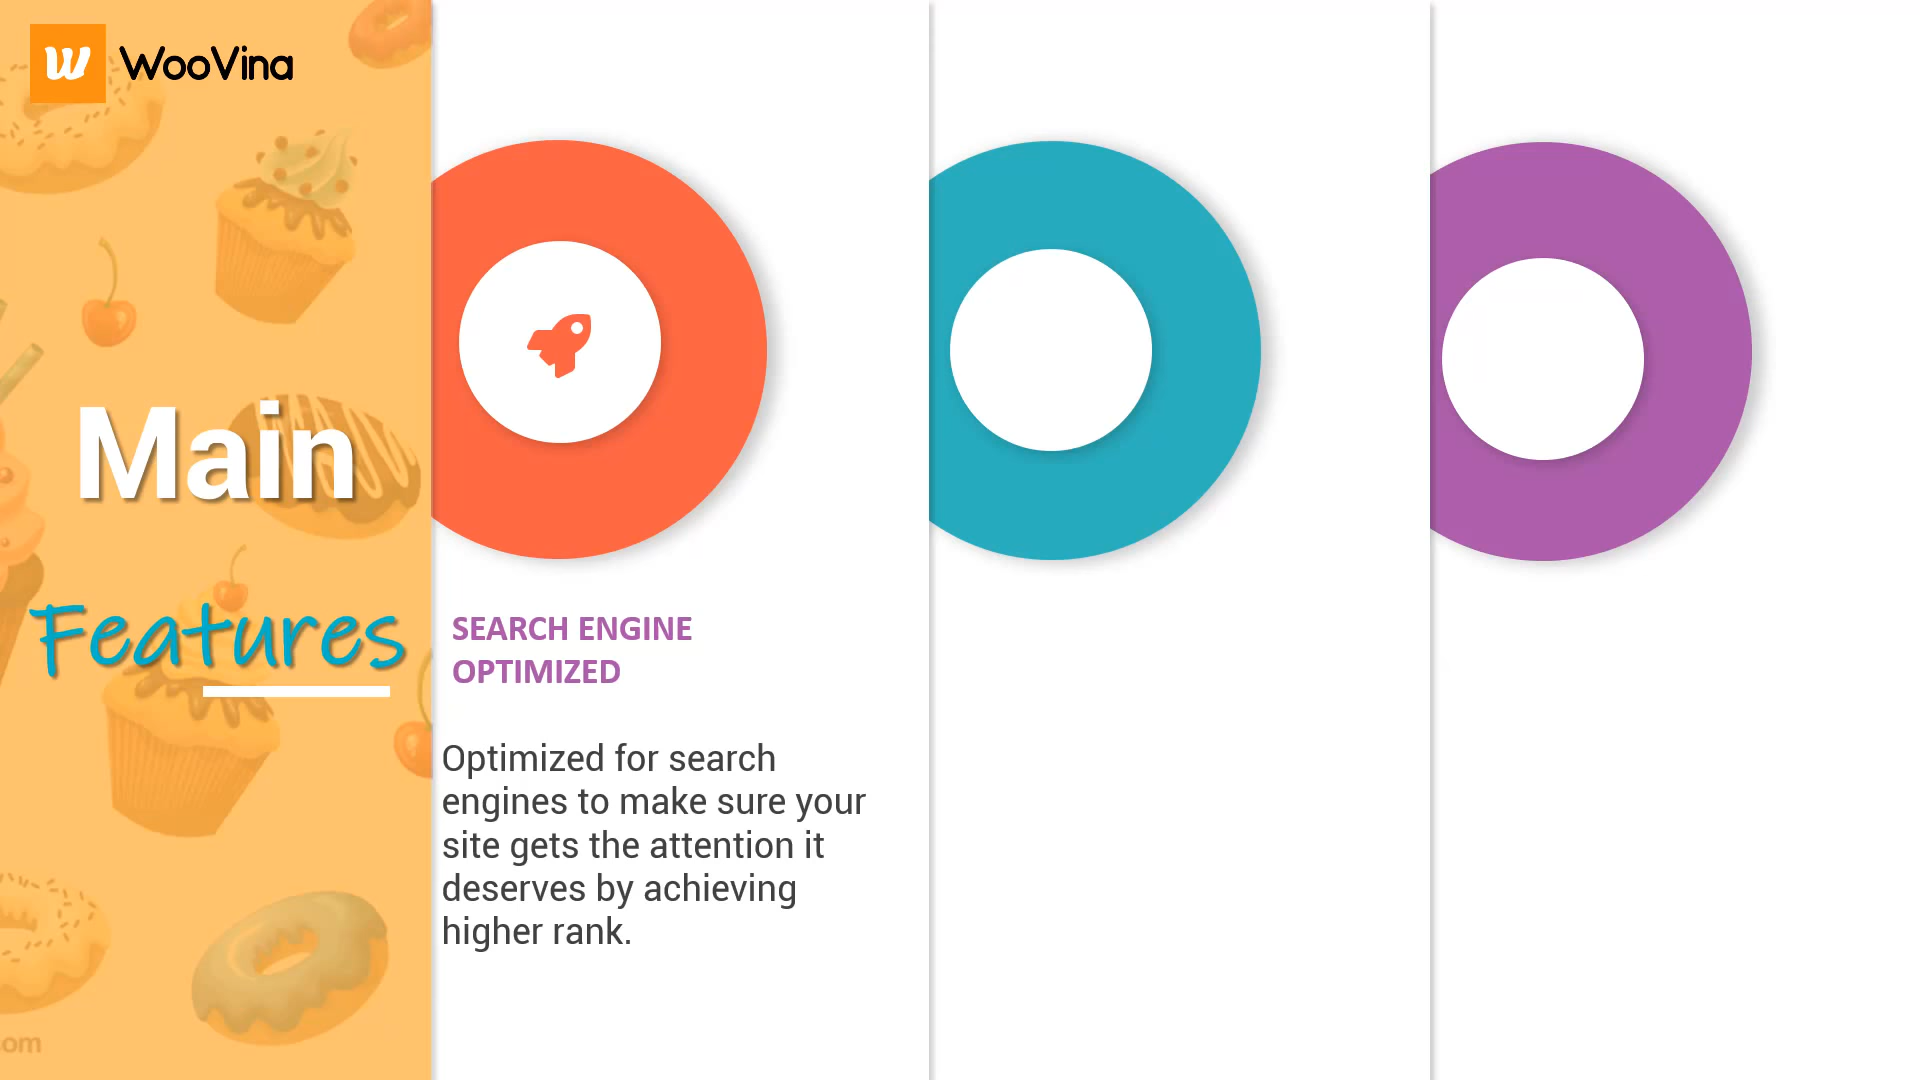 W WooVina
Main
Features
SEARCH ENGINE
OPTIMIZED
Optimized for search
engines to make sure your
site gets the attention it
deserves by achieving
higher rank.
om